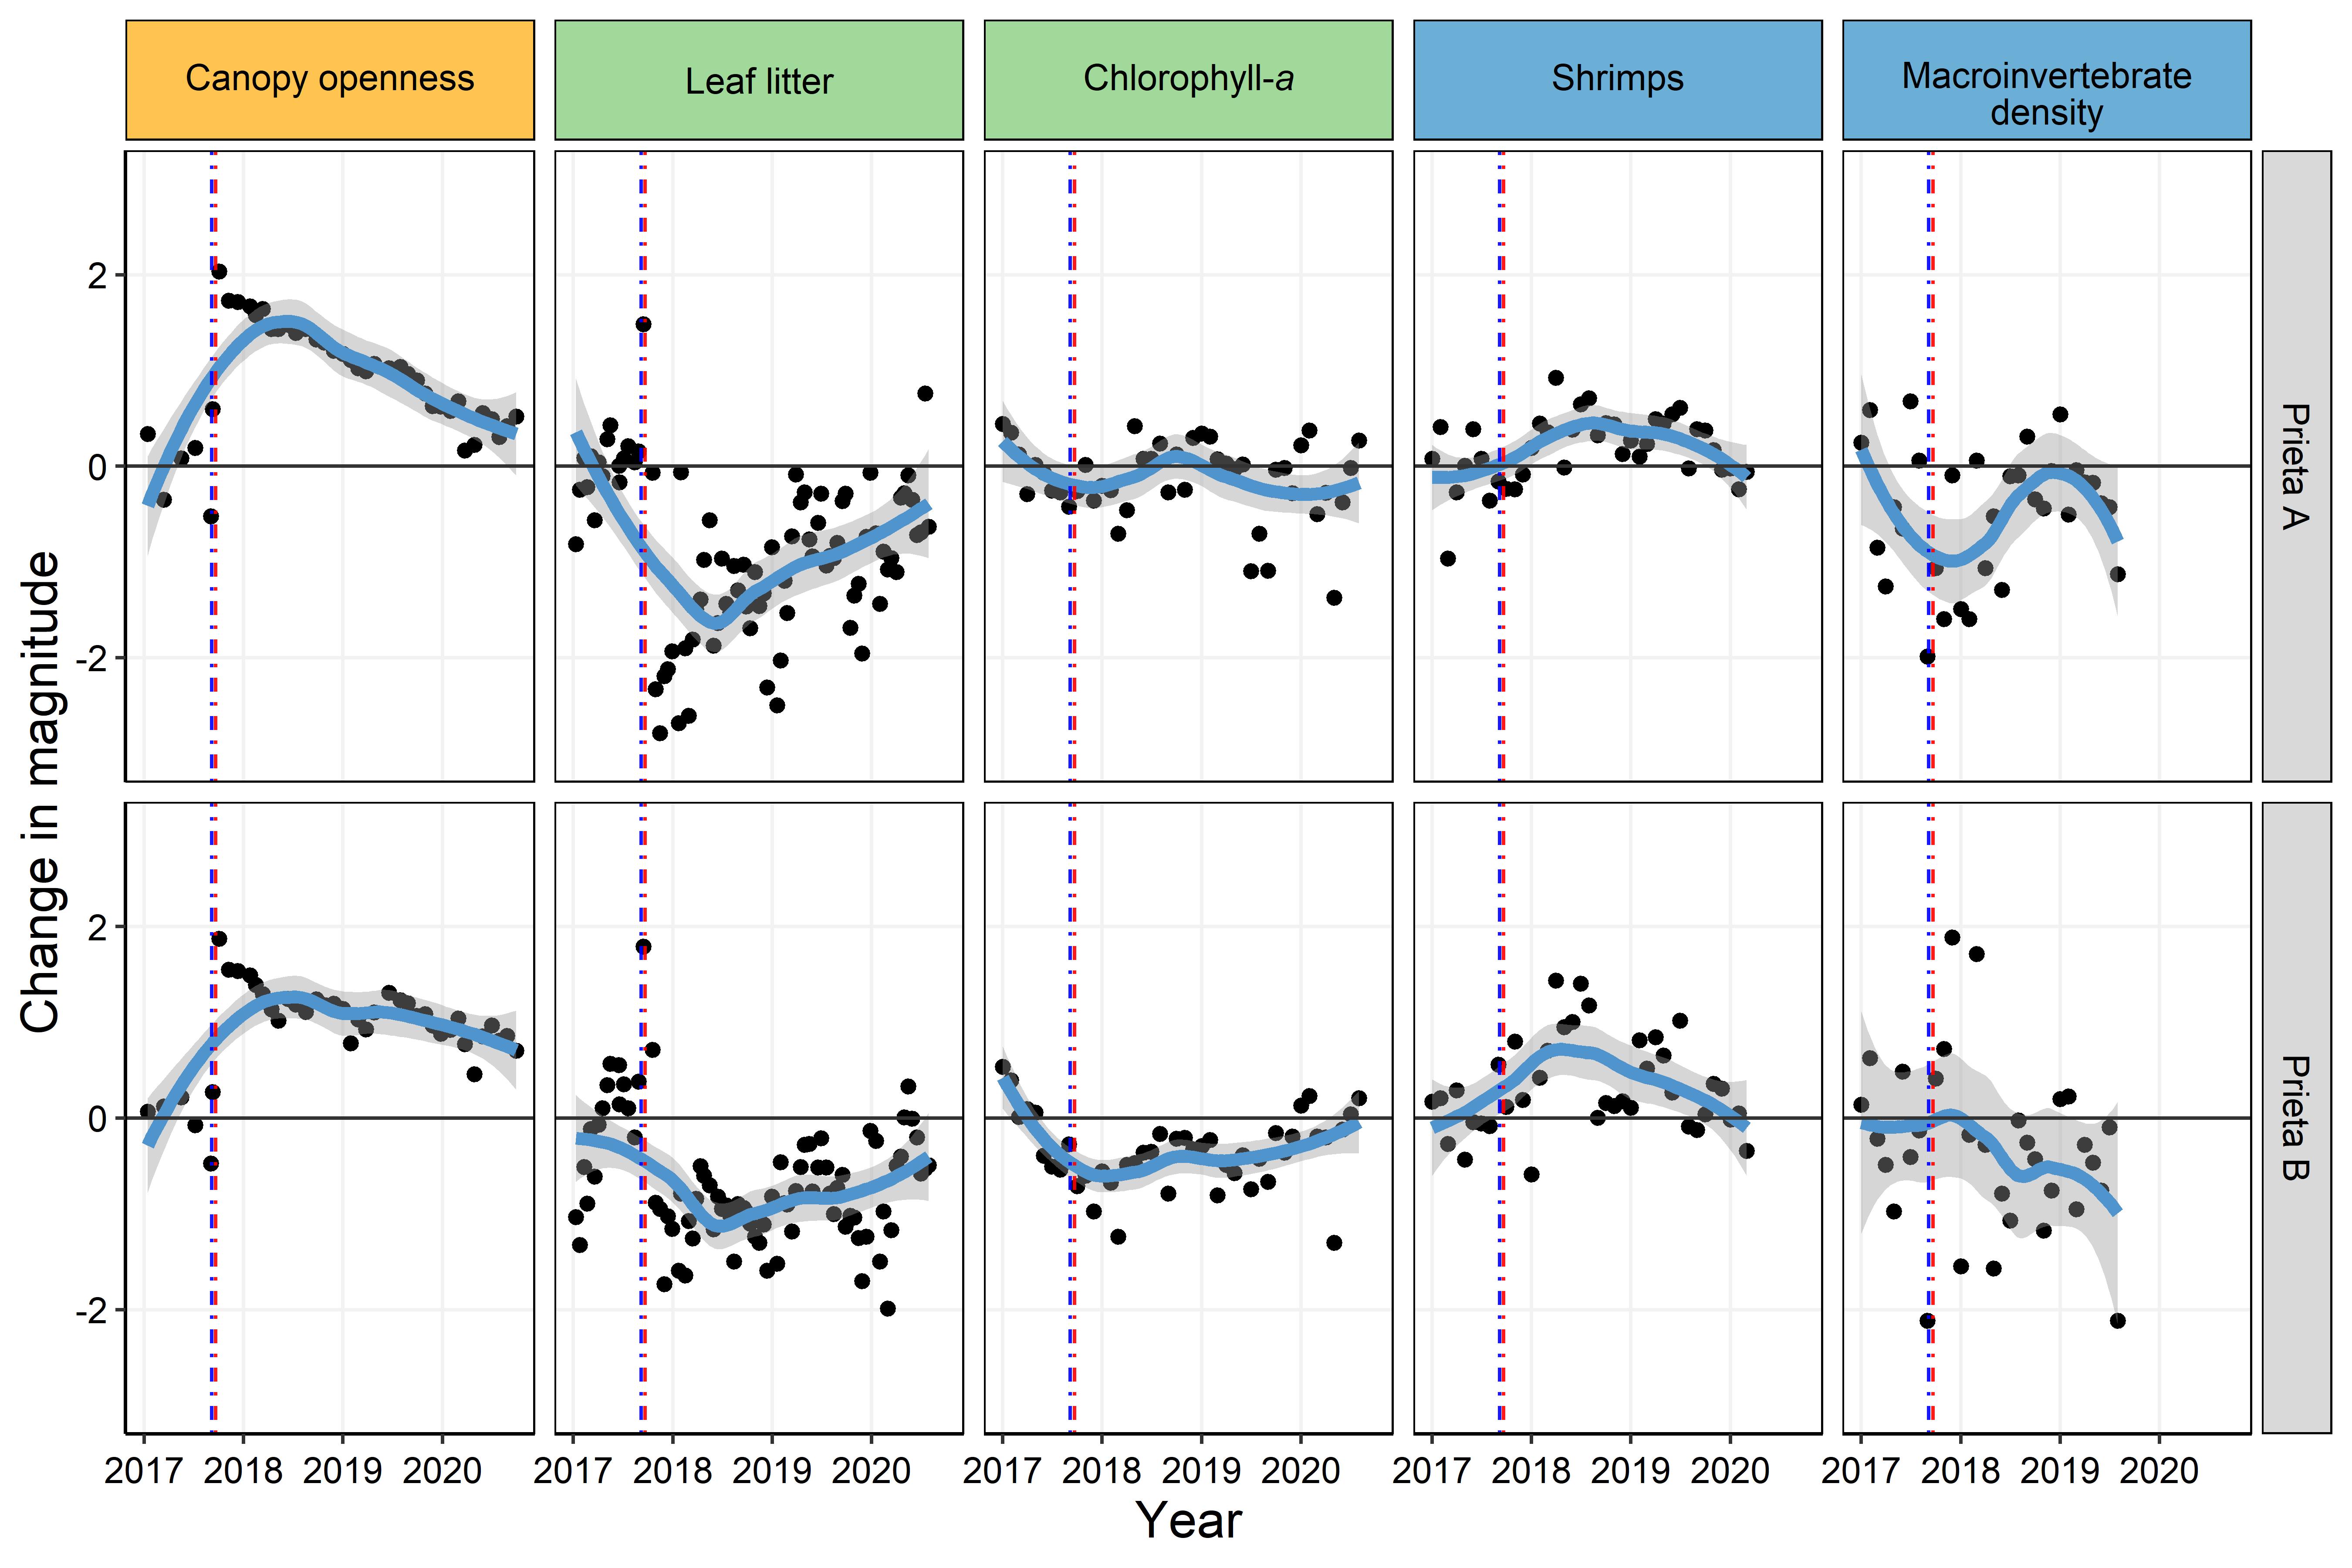 Canopy openness
Leaf litter
Chlorophyll-a
Shrimps
Macroinvertebrate
density
Change in magnitude
2
0
-2
Prieta A
2
0
-2
Prieta B
2017 2018 2019 2020
2017 2018 2019 2020
2017 2018 2019 2020
2017 2018 2019 2020
2017 2018 2019 2020
Year